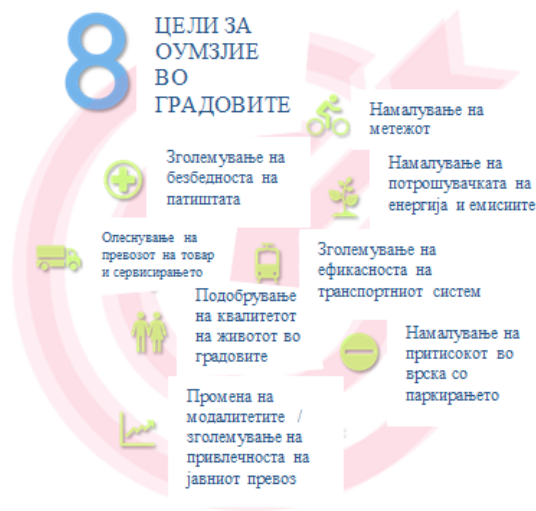 8
ЦЕЛИ ЗА
ОУМЗЛИЕ
ВО
ГРАДОВИТЕ
Намалување на
метежот
Зголемување на
безбедноста на
патиштата
Намалување на
потрошувачката на
енергија и емисиите
Олеснување на
превозот на товар
и сервисирањето
Зголемување на
ефикасноста на
транспортниот систем
Подобрување
на квалитетот
на животот во
градовите
Намалување на
притисокот во
врска со
паркирањето
Промена на
модалитетите /
зголемување на
привлечноста на
јавниот превоз